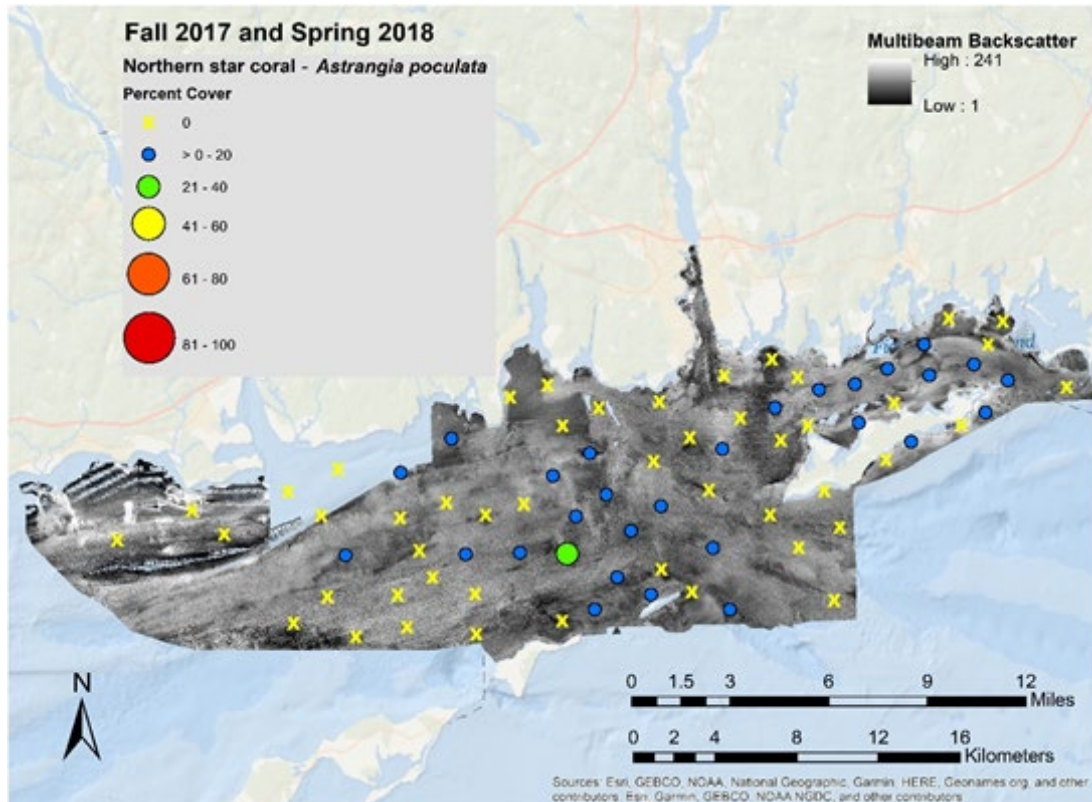 Fall 2017 and Spring 2018
Northern star coral - Astrangia poculata
Percent Cover
0
> 0 - 20
21 - 40
41 - 60
61 - 80
81 - 100
Multibeam Backscatter
High : 241
Low : 1
N
0 1.5 3 6 9 12
Miles
0 2 4 8 12 16
Kilometers
Sources: Esri, GEBCO, NOAA, National Geographic, Garmin, HERE, Geonames.org, and other
contributors, Esri, Garmin, GEBCO, NOAA NGDC, and other contributors